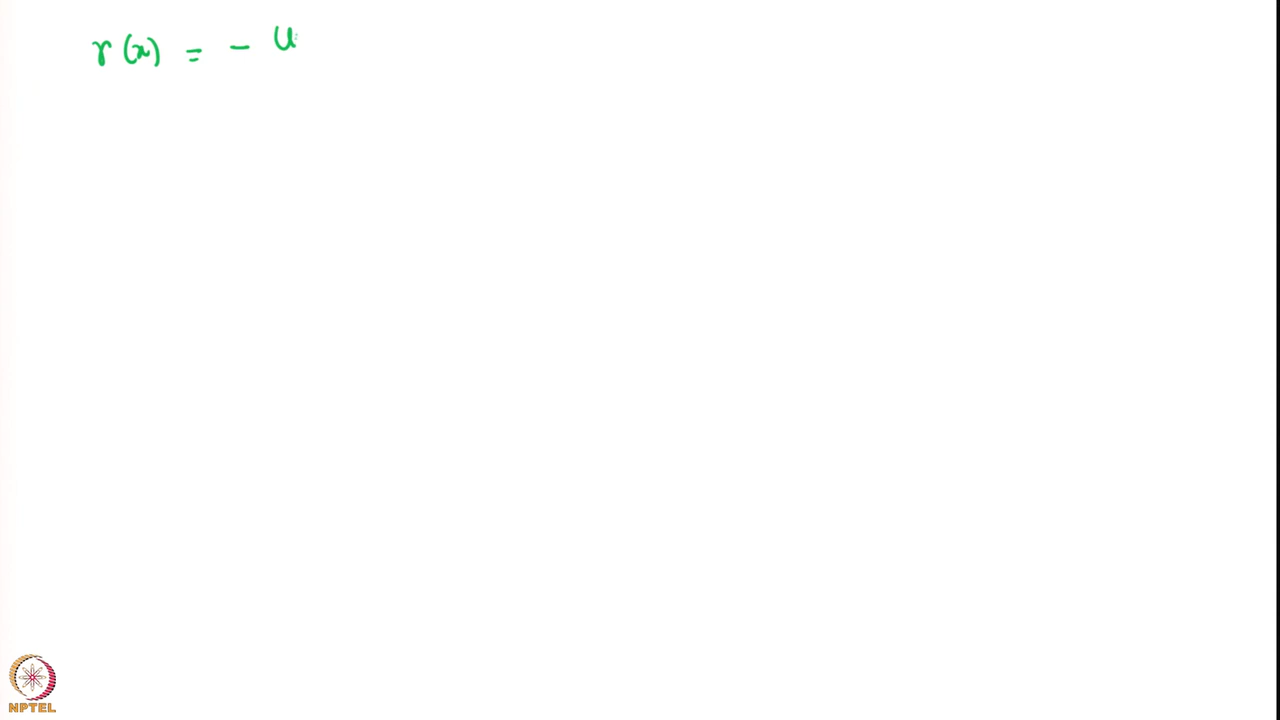 r(x) = - U
NPTEL